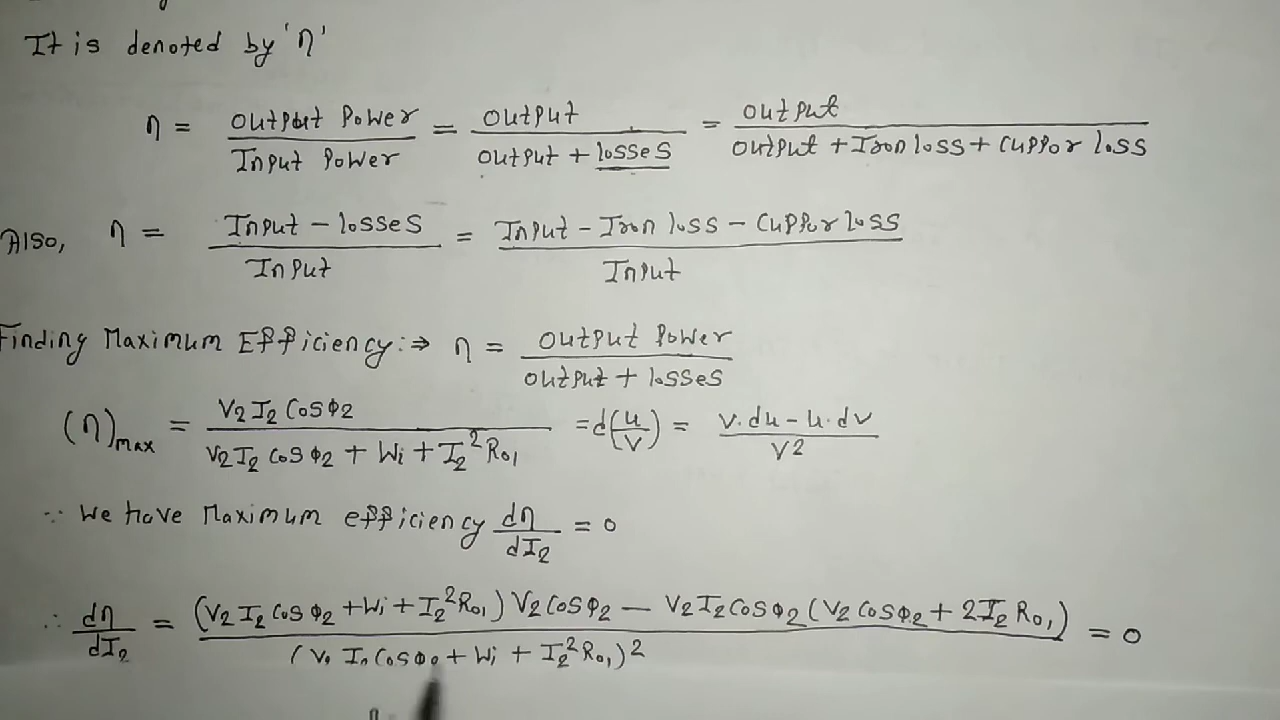 It is denoted by 'η'
η = Output Power / Input Power = Output / Output + losses = Output / Output + Iron loss + Cuppor loss
Also, η = Input - losses / Input = Input - Iron loss - Cuppor loss / Input
Finding Maximum Efficiency :⇒ η = Output Power / Output + losses
(η)max = V2 I2 Cos Φ2 / V2 I2 Cos Φ2 + Wi + I2² R01 = d(u/v) = v.du - u.dv / v²
∵ We have Maximum efficiency dη / dI2 = 0
∴ dη / dI2 = (V2 I2 Cos Φ2 + Wi + I2² R01) V2 Cos Φ2 - V2 I2 Cos Φ2 (V2 Cos Φ2 + 2I2 R01) / (V2 I2 Cos Φ2 + Wi + I2² R01)² = 0